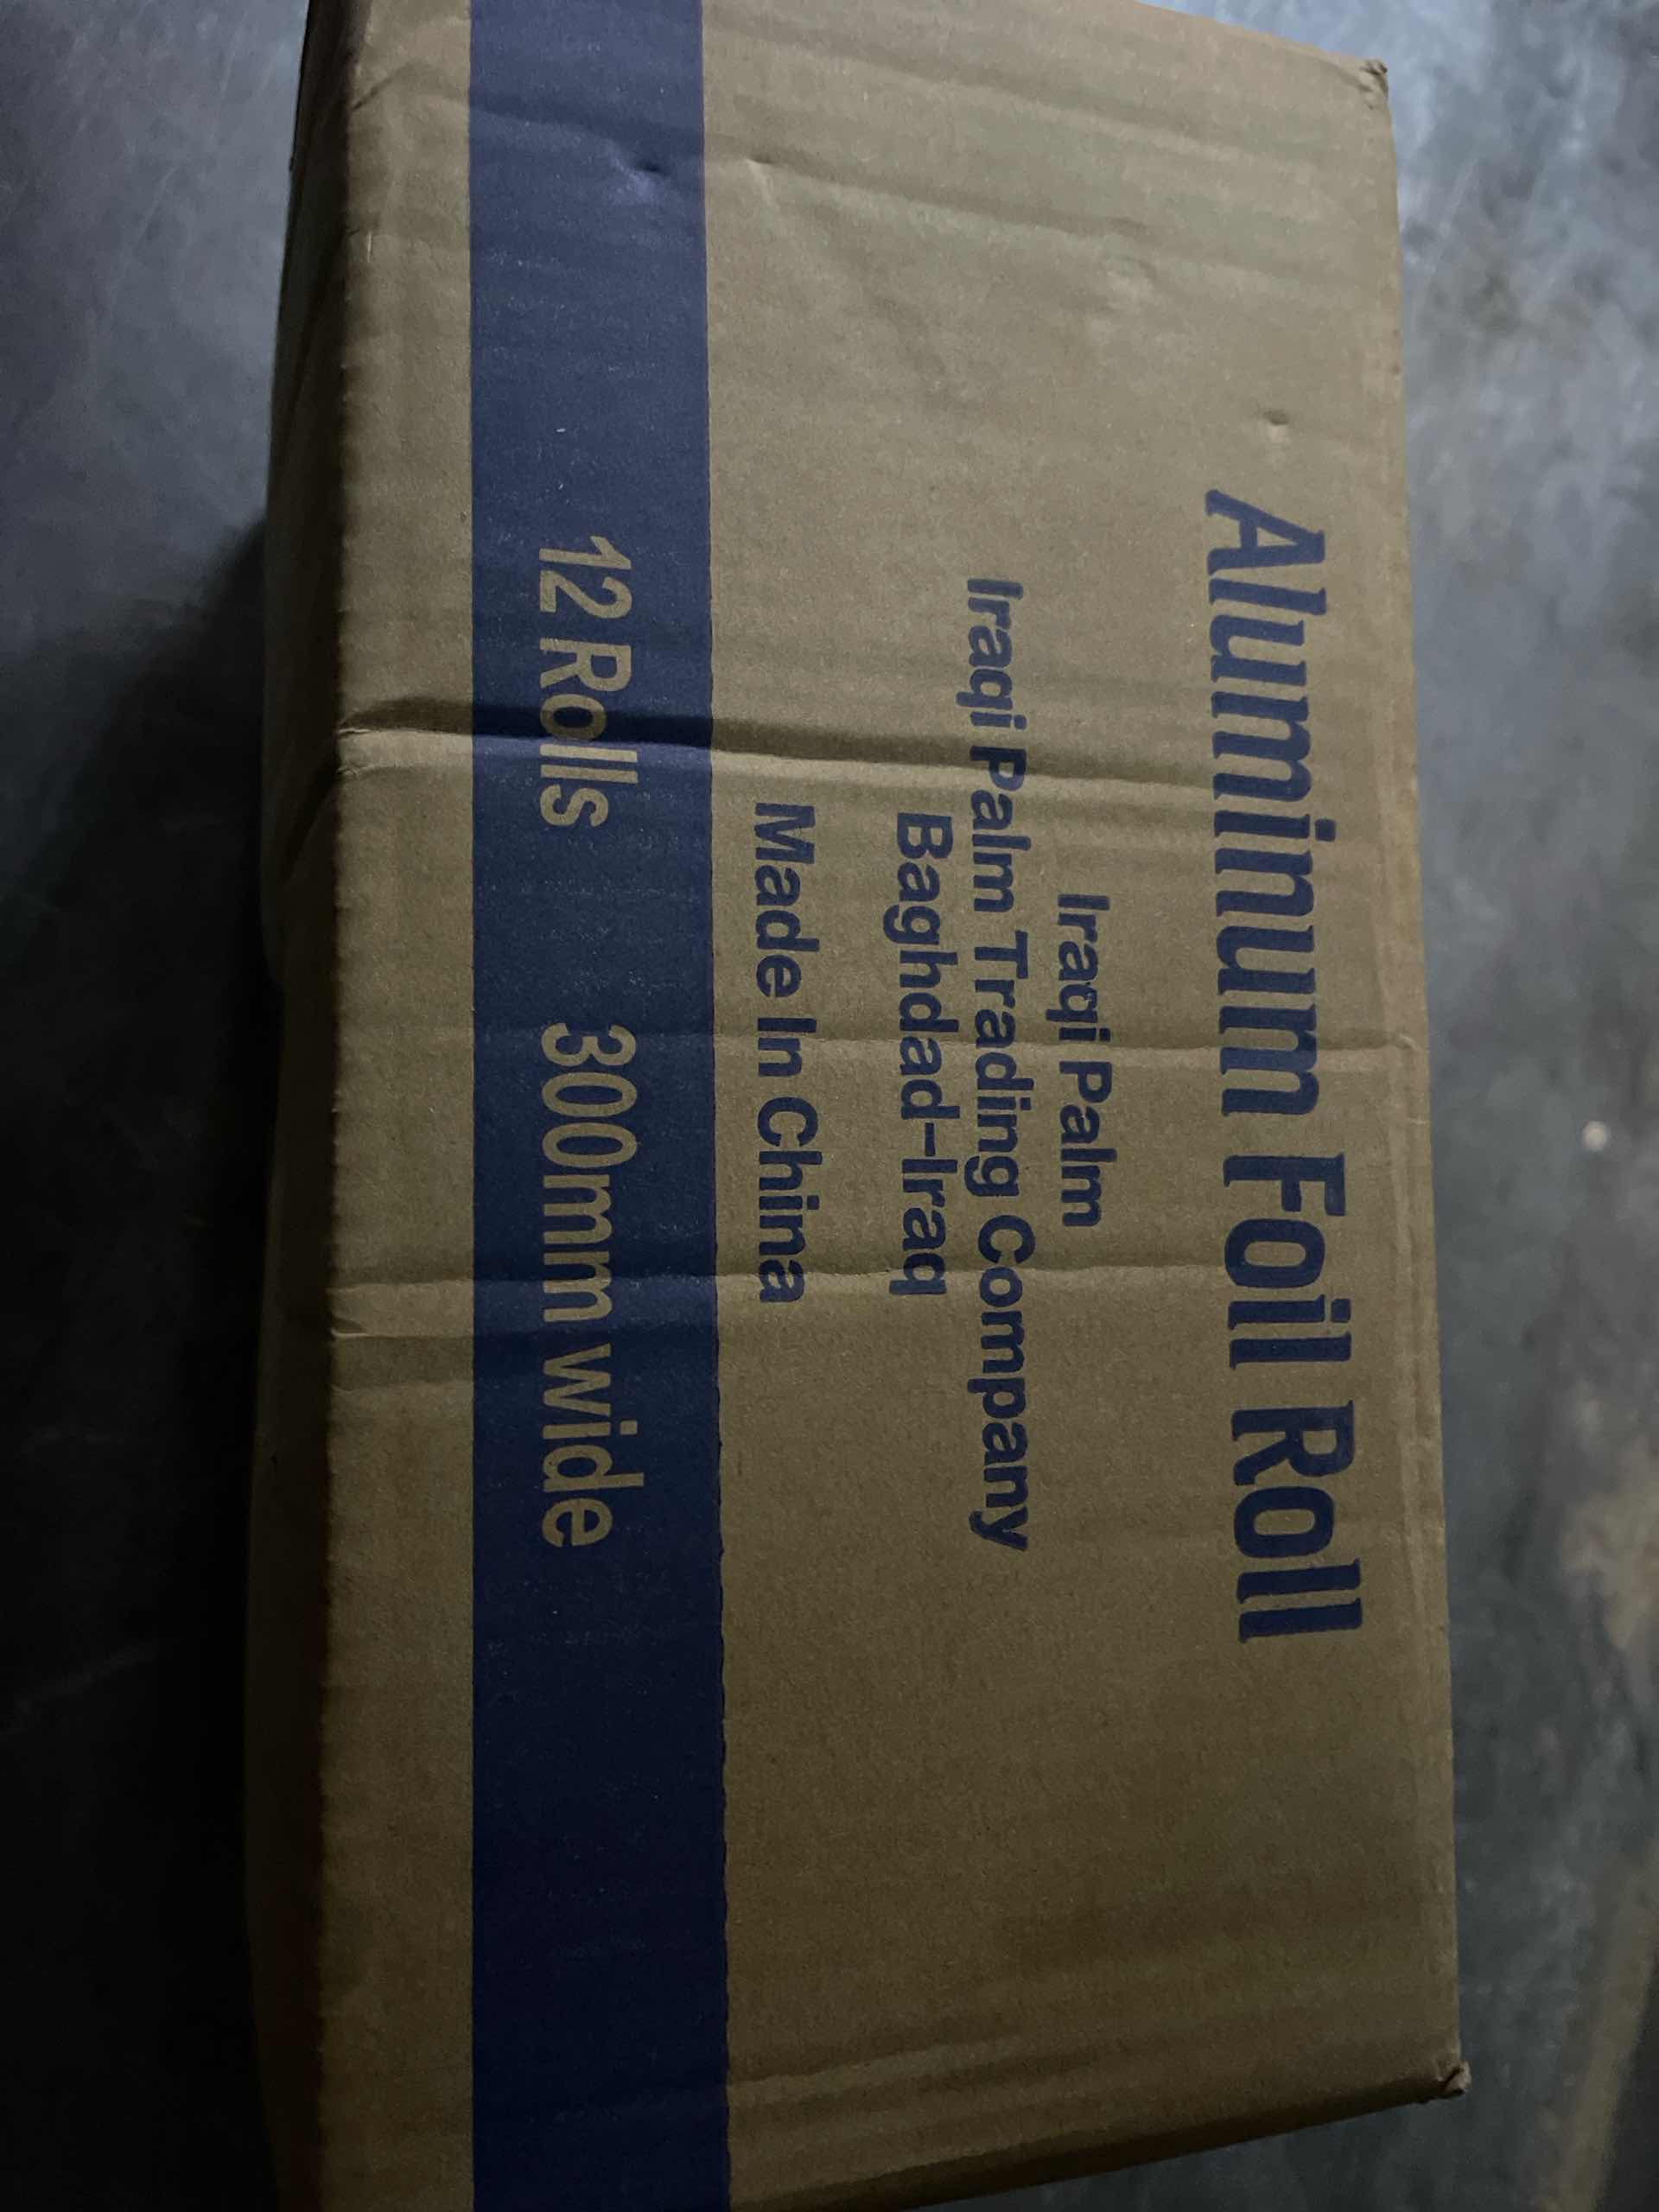 Aluminum Foil Roll
Iraqi Palm
Iraqi Palm Trading Company
Baghdad-Iraq
Made In China
12 Rolls 300mm wide